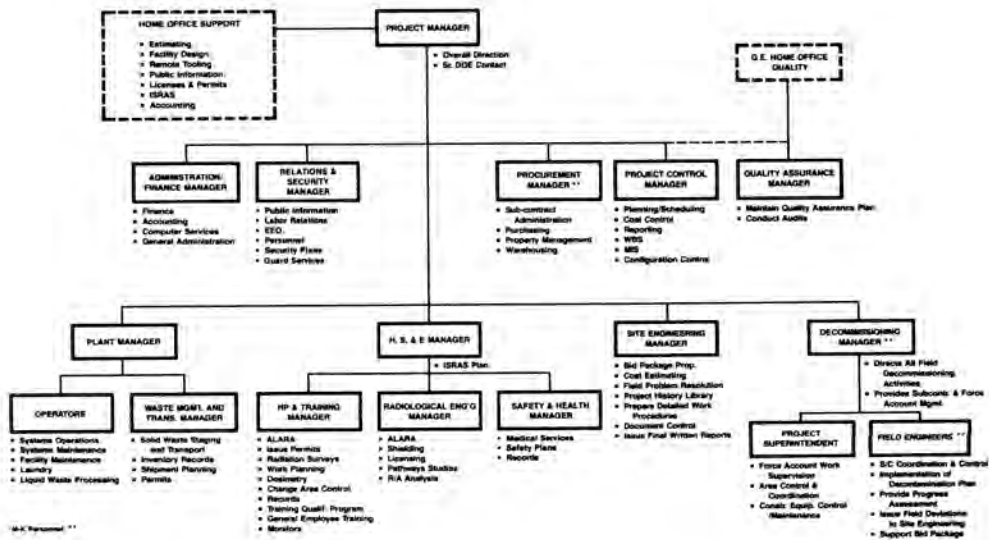 HOME OFFICE SUPPORT
• Estimating
• Facility Design
• Remote Tooling
• Public Information
• Licenses & Permits
• ISRAS
• Accounting
PROJECT MANAGER
• Overall Direction
• Sr. DOE Contact
G.E. HOME OFFICE
QUALITY
ADMINISTRATION/
FINANCE MANAGER
• Finance
• Accounting
• Computer Services
• General Administration
RELATIONS &
SECURITY
MANAGER
• Public Information
• Labor Relations
• EEO.
• Personnel
• Security Plans
• Guard Services
PROCUREMENT
MANAGER **
• Sub-contract
Administration
• Purchasing
• Property Management
• Warehousing
PROJECT CONTROL
MANAGER
• Planning/Scheduling
• Cost Control
• Reporting
• WBS
• MIS
• Configuration Control
QUALITY ASSURANCE
MANAGER
• Maintain Quality Assurance Plan
• Conduct Audits
PLANT MANAGER
OPERATORS
• Systems Operations
• Systems Maintenance
• Facility Maintenance
• Laundry
• Liquid Waste Processing
WASTE MGMT. AND
TRANS. MANAGER
• Solid Waste Staging
and Transport
• Inventory Records
• Shipment Planning
• Permits
H. S. & E MANAGER
• ISRAS Plan
HP & TRAINING
MANAGER
• ALARA
• Issue Permits
• Radiation Surveys
• Work Planning
• Dosimetry
• Change Area Control
• Records
• Training Qualif. Program
• General Employee Training
• Monitors
RADIOLOGICAL ENG'G
MANAGER
• ALARA
• Shielding
• Licensing
• Pathways Studies
• R/A Analysis
SAFETY & HEALTH
MANAGER
• Medical Services
• Safety Plans
• Records
SITE ENGINEERING
MANAGER
• Bid Package Prep.
• Cost Estimating
• Field Problem Resolution
• Project History Library
• Prepare Detailed Work
Procedures
• Document Control
• Issue Final Written Reports
DECOMMISSIONING
MANAGER **
• Directs All Field
Decommissioning
Activities
• Provides Subcontr. & Force
Account Mgmt.
PROJECT
SUPERINTENDENT
• Force Account Work
Supervision
• Area Control &
Coordination
• Constr. Equip. Control
/Maintenance
FIELD ENGINEERS **
• S/C Coordination & Control
• Implementation of
Decontamination Plan
• Provide Progress
Assessment
• Issue Field Deviations
to Site Engineering
• Support Bid Package
M-K Personnel **